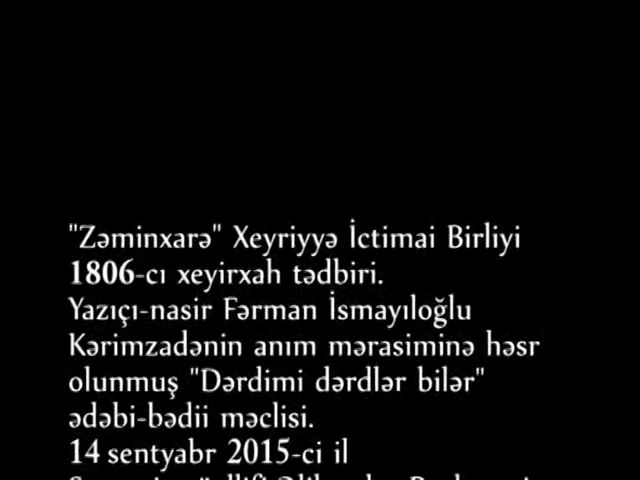 "Zəminxarə" Xeyriyyə İctimai Birliyi
1806-cı xeyirxah tədbiri.
Yazıçı-nasir Fərman İsmayıloğlu
Kərimzadənin anım mərasiminə həsr
olunmuş "Dərdimi dərdlər bilər"
ədəbi-bədii məclisi.
14 sentyabr 2015-ci il